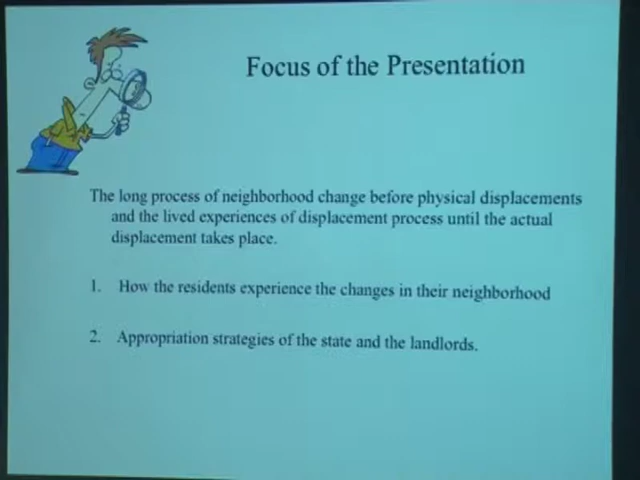 Focus of the Presentation
The long process of neighborhood change before physical displacements
and the lived experiences of displacement process until the actual
displacement takes place.
1. How the residents experience the changes in their neighborhood
2. Appropriation strategies of the state and the landlords.